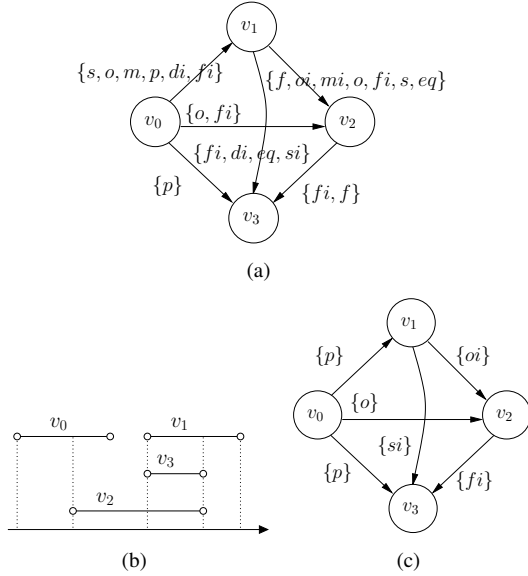 v1
{s, o, m, p, di, fi}
{f, oi, mi, o, fi, s, eq}
v0
{o, fi}
v2
{fi, di, eq, si}
{p}
{fi, f}
v3
(a)
v1
{p}
{oi}
v0
{o}
v2
{si}
{p}
{fi}
v3
v0
v1
v3
v2
(b)
(c)